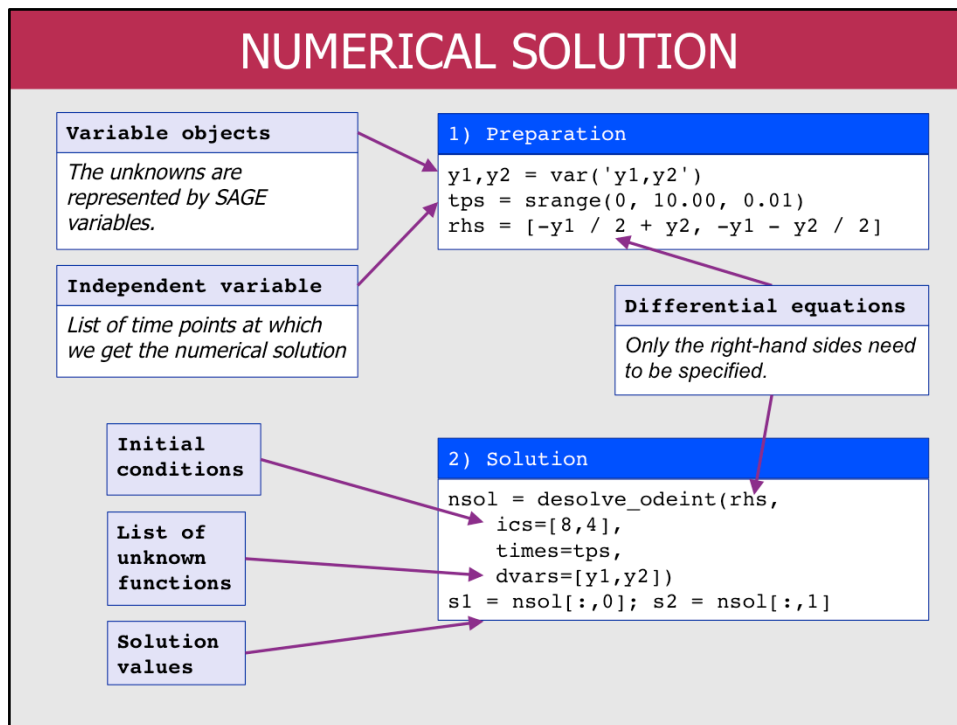 NUMERICAL SOLUTION
Variable objects
The unknowns are
represented by SAGE
variables.
Independent variable
List of time points at which
we get the numerical solution
1) Preparation
y1,y2 = var('y1,y2')
tps = srange(0, 10.00, 0.01)
rhs = [-y1 / 2 + y2, -y1 - y2 / 2]
Differential equations
Only the right-hand sides need
to be specified.
Initial
conditions
List of
unknown
functions
Solution
values
2) Solution
nsol = desolve_odeint(rhs,
ics=[8,4],
times=tps,
dvars=[y1,y2])
s1 = nsol[:,0]; s2 = nsol[:,1]